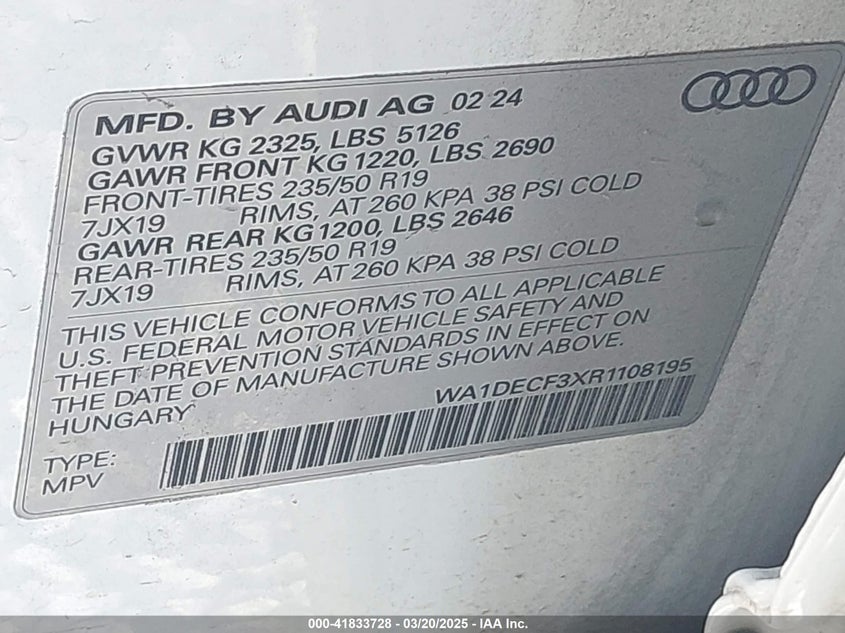 MFD. BY AUDI AG 02 24
GVWR KG 2325, LBS 5126
GAWR FRONT KG 1220, LBS 2690
FRONT-TIRES 235/50 R19
7JX19 RIMS, AT 260 KPA 38 PSI COLD
GAWR REAR KG 1200, LBS 2646
REAR-TIRES 235/50 R19
7JX19 RIMS, AT 260 KPA 38 PSI COLD
THIS VEHICLE CONFORMS TO ALL APPLICABLE
U.S. FEDERAL MOTOR VEHICLE SAFETY AND
THEFT PREVENTION STANDARDS IN EFFECT ON
THE DATE OF MANUFACTURE SHOWN ABOVE.
HUNGARY WA1DECF3XR1108195
TYPE:
MPV
000-41833728 - 03/20/2025 - IAA Inc.